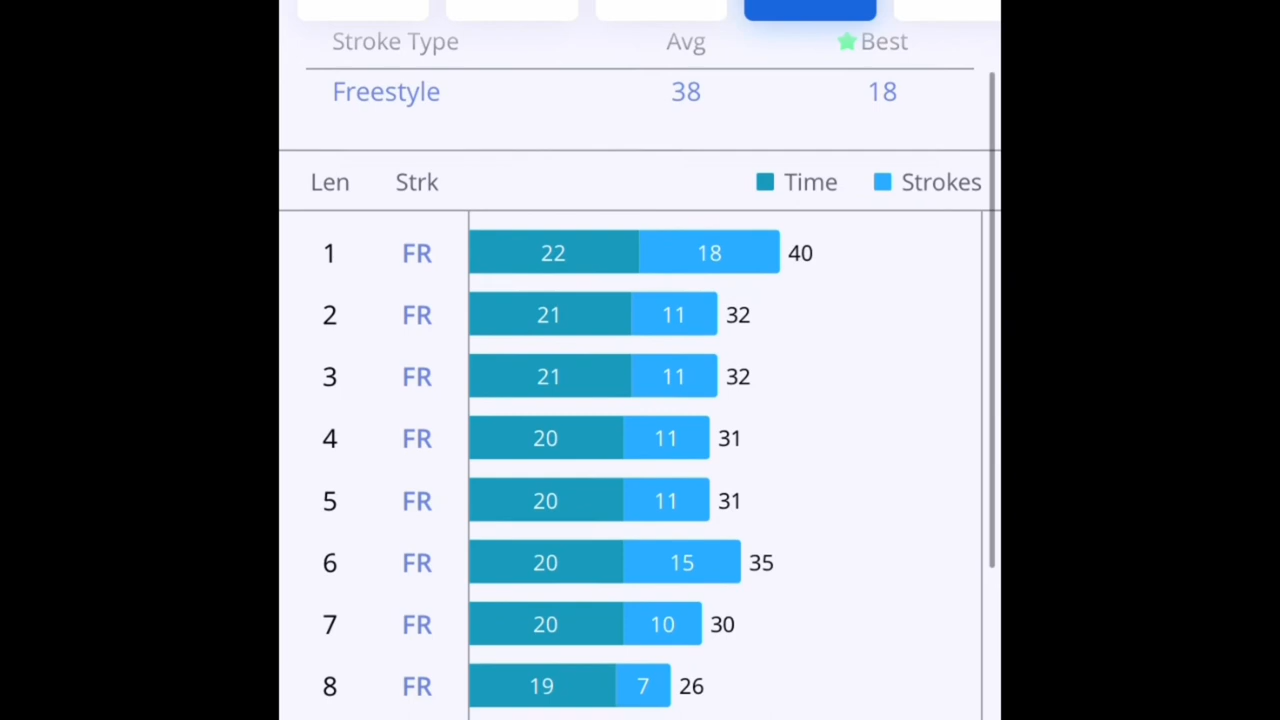 Stroke Type Avg Best
Freestyle 38 18
Len Strk Time Strokes
1 FR 22 18 40
2 FR 21 11 32
3 FR 21 11 32
4 FR 20 11 31
5 FR 20 11 31
6 FR 20 15 35
7 FR 20 10 30
8 FR 19 7 26